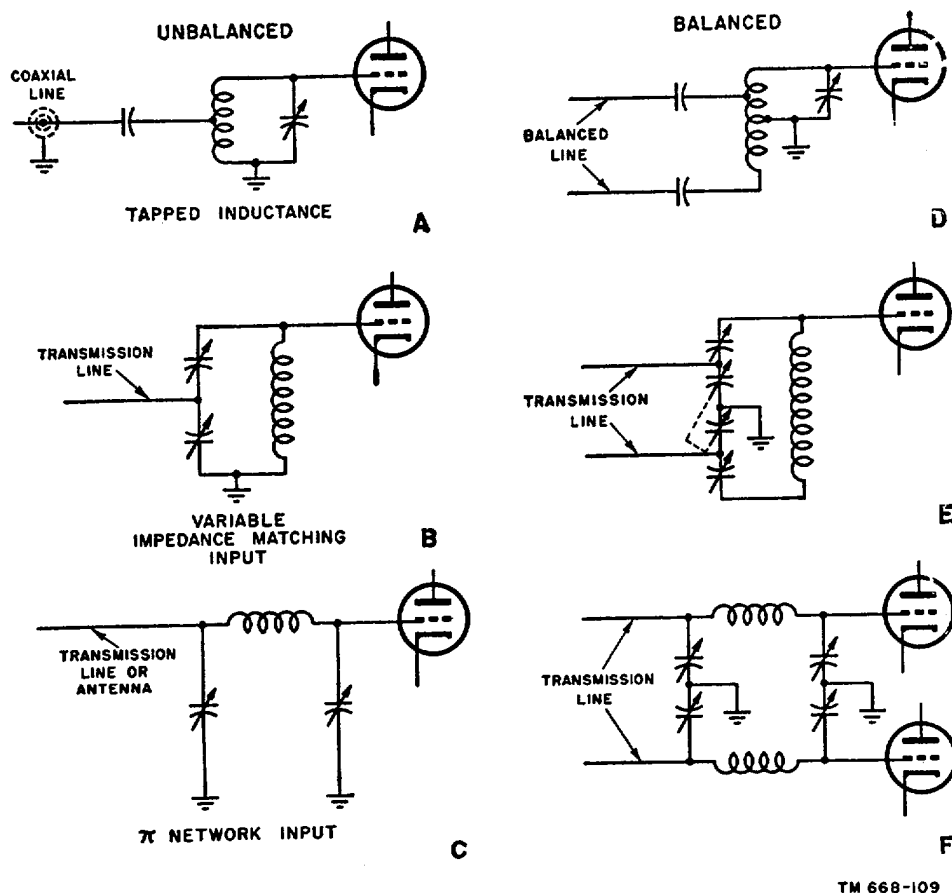 UNBALANCED
COAXIAL
LINE
TAPPED INDUCTANCE
A
TRANSMISSION
LINE
VARIABLE
IMPEDANCE MATCHING
INPUT
B
TRANSMISSION
LINE OR
ANTENNA
π NETWORK INPUT
C
BALANCED
BALANCED
LINE
D
TRANSMISSION
LINE
E
TRANSMISSION
LINE
F
TM 668-109